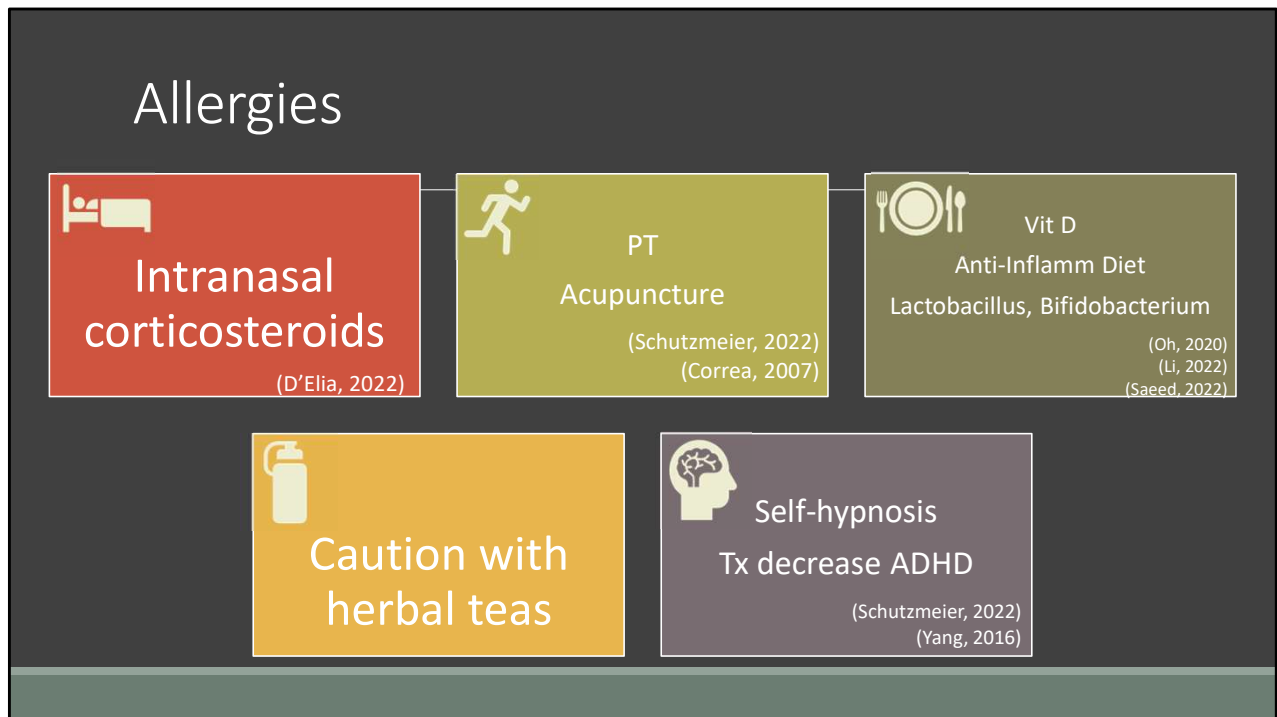 Allergies
Intranasal
corticosteroids
(D’Elia, 2022)
PT
Acupuncture
(Schutzmeier, 2022)
(Correa, 2007)
Vit D
Anti-Inflamm Diet
Lactobacillus, Bifidobacterium
(Oh, 2020)
(Li, 2022)
(Saeed, 2022)
Caution with
herbal teas
Self-hypnosis
Tx decrease ADHD
(Schutzmeier, 2022)
(Yang, 2016)